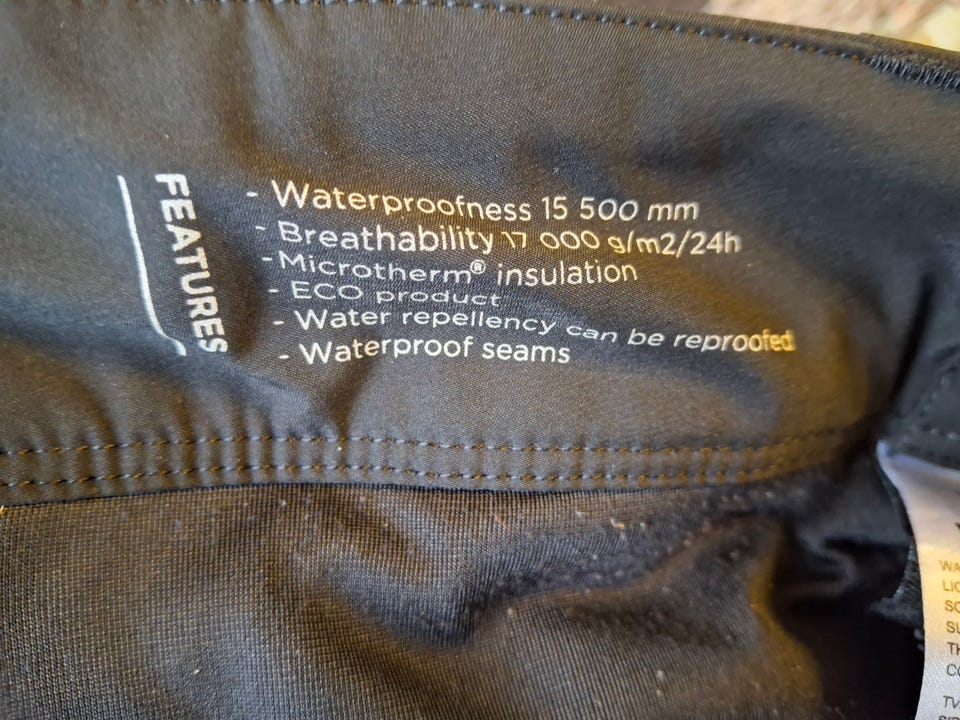 FEATURES
- Waterproofness 15 500 mm
- Breathability 17 000 g/m2/24h
- Microtherm® insulation
- ECO product
- Water repellency can be reproofed
- Waterproof seams